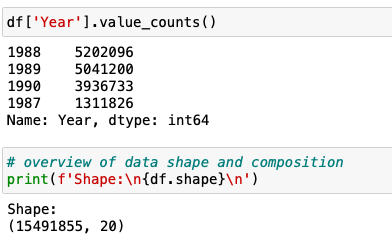 df['Year'].value_counts()
1988    5202096
1989    5041200
1990    3936733
1987    1311826
Name: Year, dtype: int64
# overview of data shape and composition
print(f'Shape:\n{df.shape}\n')
Shape:
(15491855, 20)